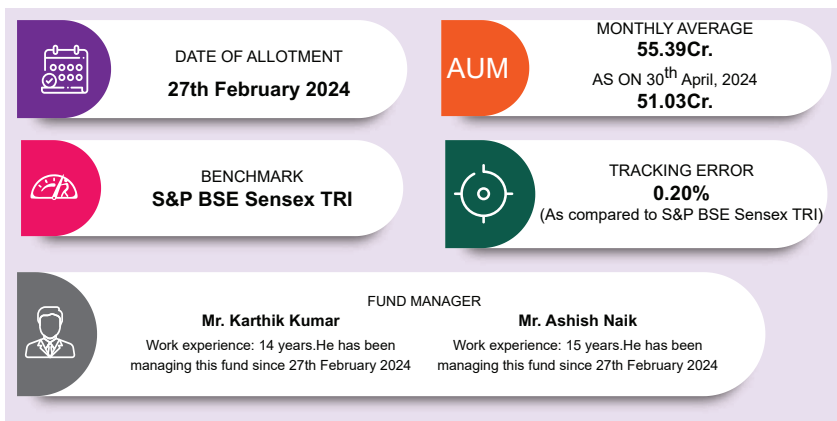 DATE OF ALLOTMENT
27th February 2024
AUM
MONTHLY AVERAGE
55.39Cr.
AS ON 30th April, 2024
51.03Cr.
BENCHMARK
S&P BSE Sensex TRI
TRACKING ERROR
0.20%
(As compared to S&P BSE Sensex TRI)
FUND MANAGER
Mr. Karthik Kumar
Work experience: 14 years.He has been
managing this fund since 27th February 2024
Mr. Ashish Naik
Work experience: 15 years.He has been
managing this fund since 27th February 2024